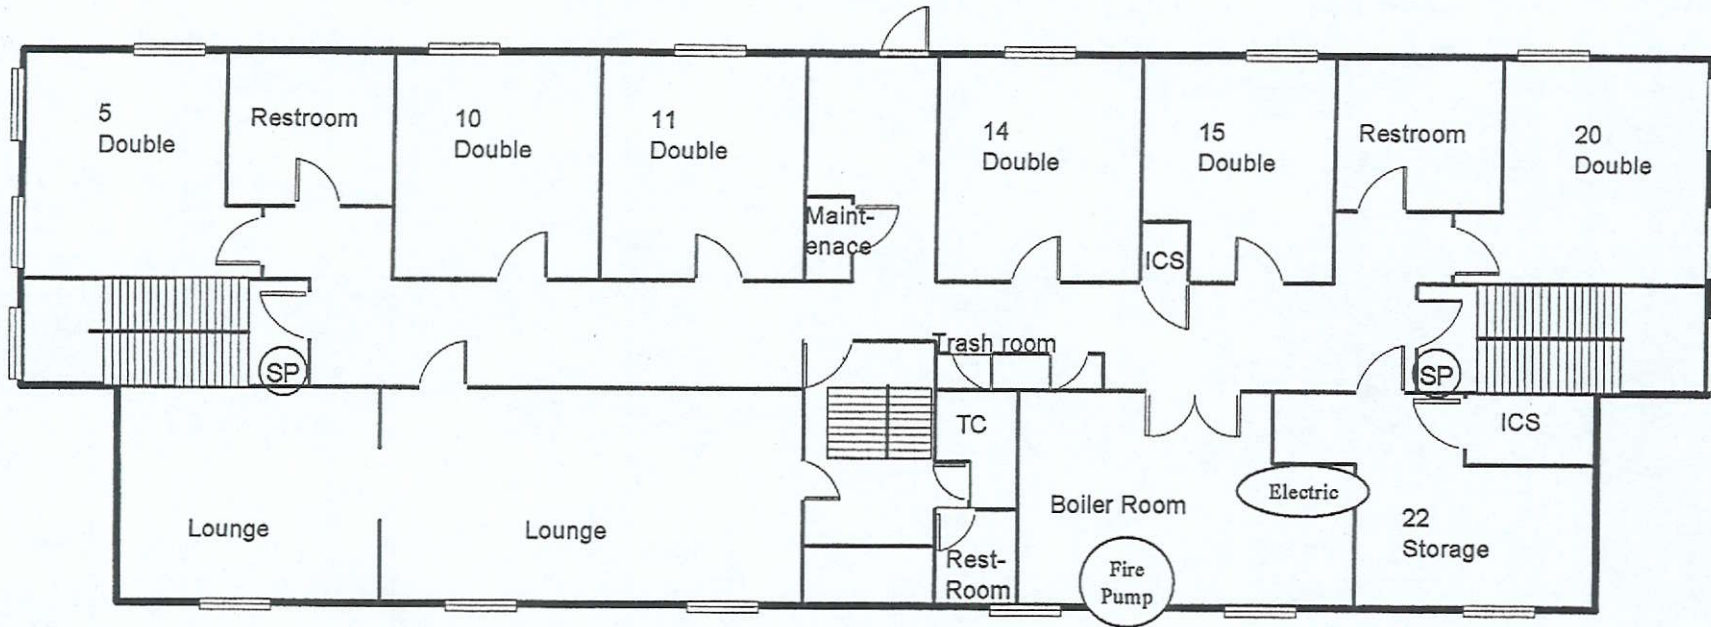 5
Double
Restroom
10
Double
11
Double
14
Double
15
Double
Restroom
20
Double
Maint-
enace
ICS
Trash room
SP
SP
TC
ICS
Electric
Boiler Room
22
Storage
Lounge
Lounge
Rest-
Room
Fire
Pump